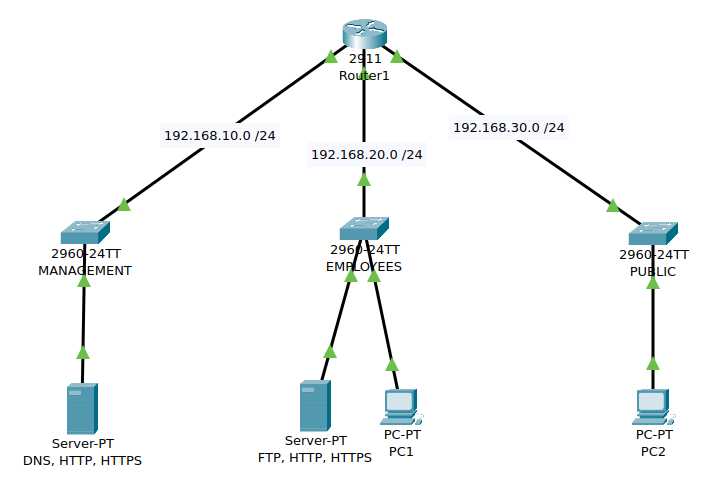 2911
Router1
192.168.10.0 /24
192.168.20.0 /24
192.168.30.0 /24
2960-24TT
MANAGEMENT
2960-24TT
EMPLOYEES
2960-24TT
PUBLIC
Server-PT
DNS, HTTP, HTTPS
Server-PT
FTP, HTTP, HTTPS
PC-PT
PC1
PC-PT
PC2